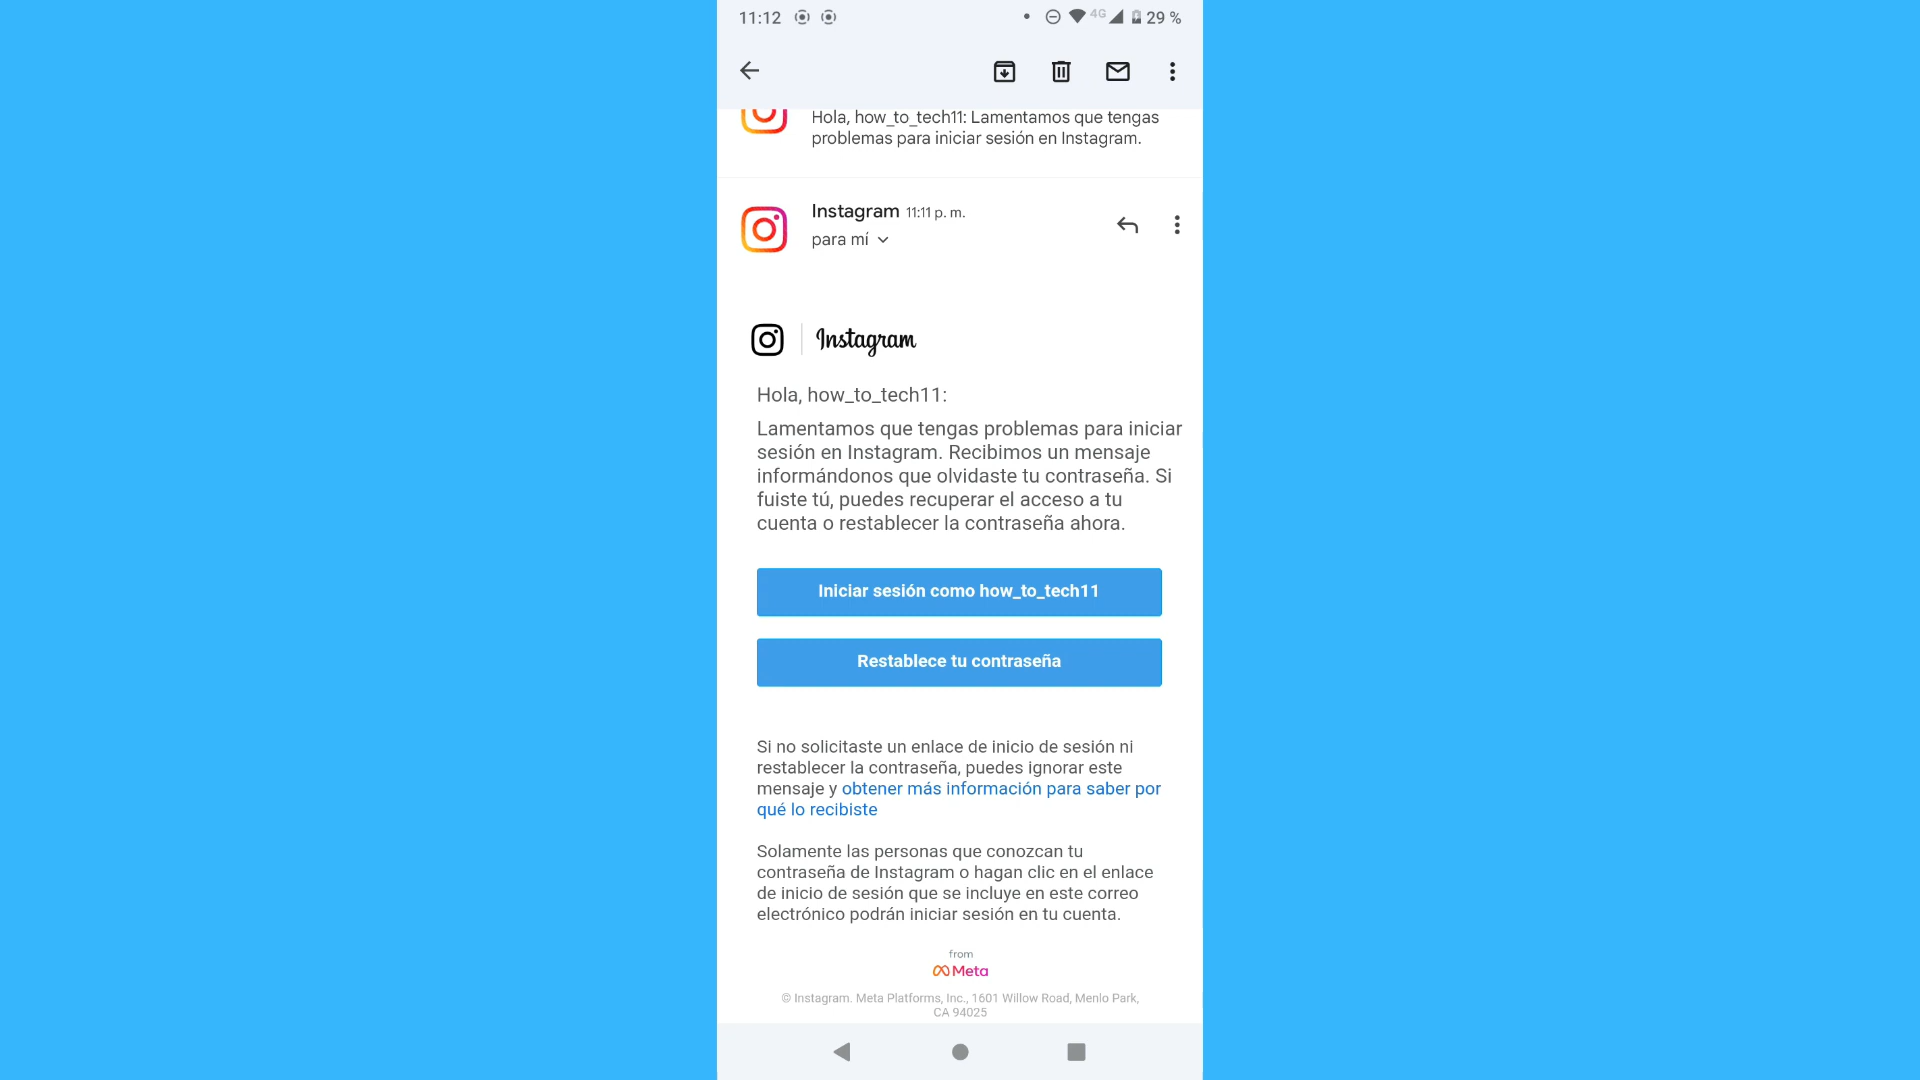 11:12 4G 29 %
Hola, how_to_tech11: Lamentamos que tengas
problemas para iniciar sesión en Instagram.
Instagram 11:11 p. m.
para mí
Instagram
Hola, how_to_tech11:
Lamentamos que tengas problemas para iniciar
sesión en Instagram. Recibimos un mensaje
informándonos que olvidaste tu contraseña. Si
fuiste tú, puedes recuperar el acceso a tu
cuenta o restablecer la contraseña ahora.
Iniciar sesión como how_to_tech11
Restablece tu contraseña
Si no solicitaste un enlace de inicio de sesión ni
restablecer la contraseña, puedes ignorar este
mensaje y obtener más información para saber por
qué lo recibiste
Solamente las personas que conozcan tu
contraseña de Instagram o hagan clic en el enlace
de inicio de sesión que se incluye en este correo
electrónico podrán iniciar sesión en tu cuenta.
from
Meta
© Instagram. Meta Platforms, Inc., 1601 Willow Road, Menlo Park,
CA 94025